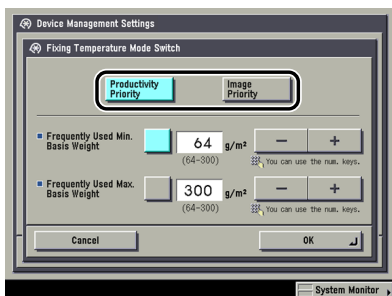 Device Management Settings
Fixing Temperature Mode Switch
Productivity Priority
Image Priority
Frequently Used Min. Basis Weight
64 g/m²
(64-300)
− +
You can use the num. keys.
Frequently Used Max. Basis Weight
300 g/m²
(64-300)
− +
You can use the num. keys.
Cancel
OK
System Monitor